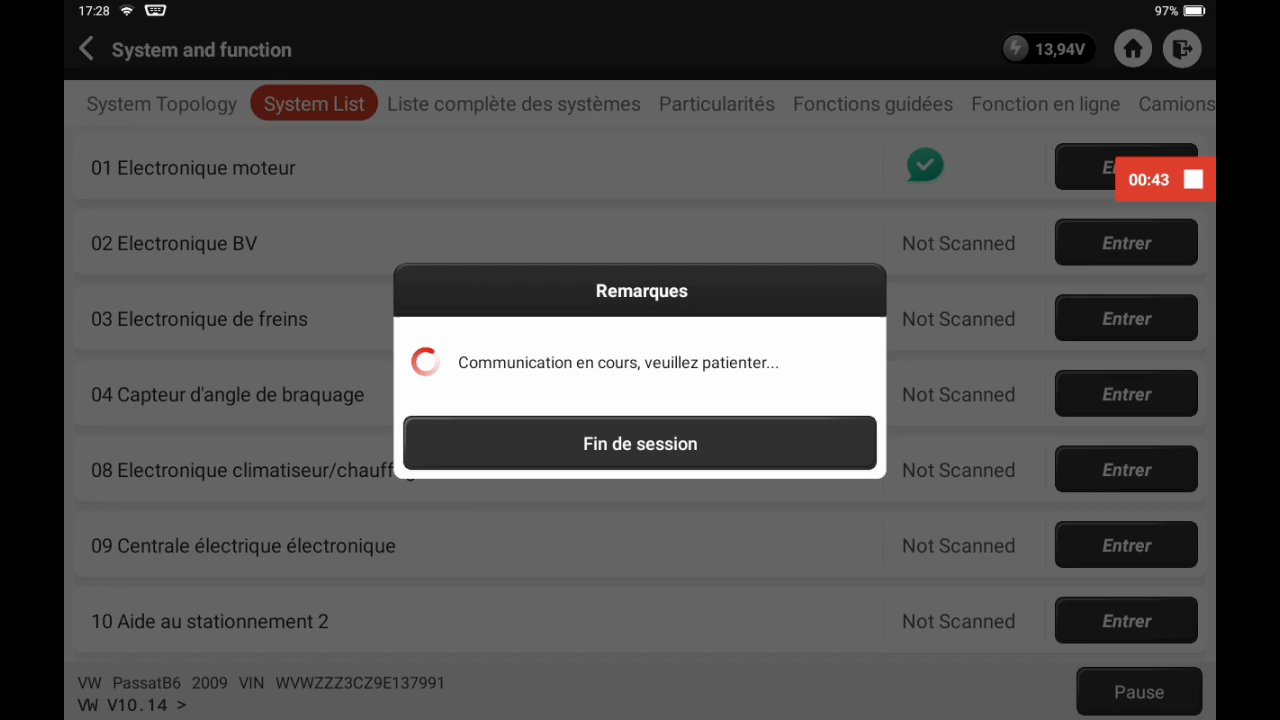 17:28
97%
System and function
13,94V
System Topology System List Liste complète des systèmes Particularités Fonctions guidées Fonction en ligne Camions
01 Electronique moteur
00:43
02 Electronique BV Not Scanned Entrer
Remarques
03 Electronique de freins Not Scanned Entrer
Communication en cours, veuillez patienter...
04 Capteur d'angle de braquage Not Scanned Entrer
Fin de session
08 Electronique climatiseur/chauff Not Scanned Entrer
09 Centrale électrique électronique Not Scanned Entrer
10 Aide au stationnement 2 Not Scanned Entrer
VW PassatB6 2009 VIN WVWZZZ3CZ9E137991
VW V10.14 >
Pause